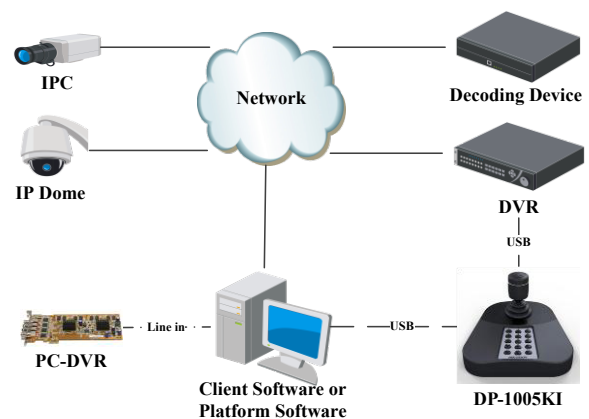 IPC
Network
Decoding Device
IP Dome
DVR
USB
Line in
USB
PC-DVR
Client Software or
Platform Software
DP-1005KI